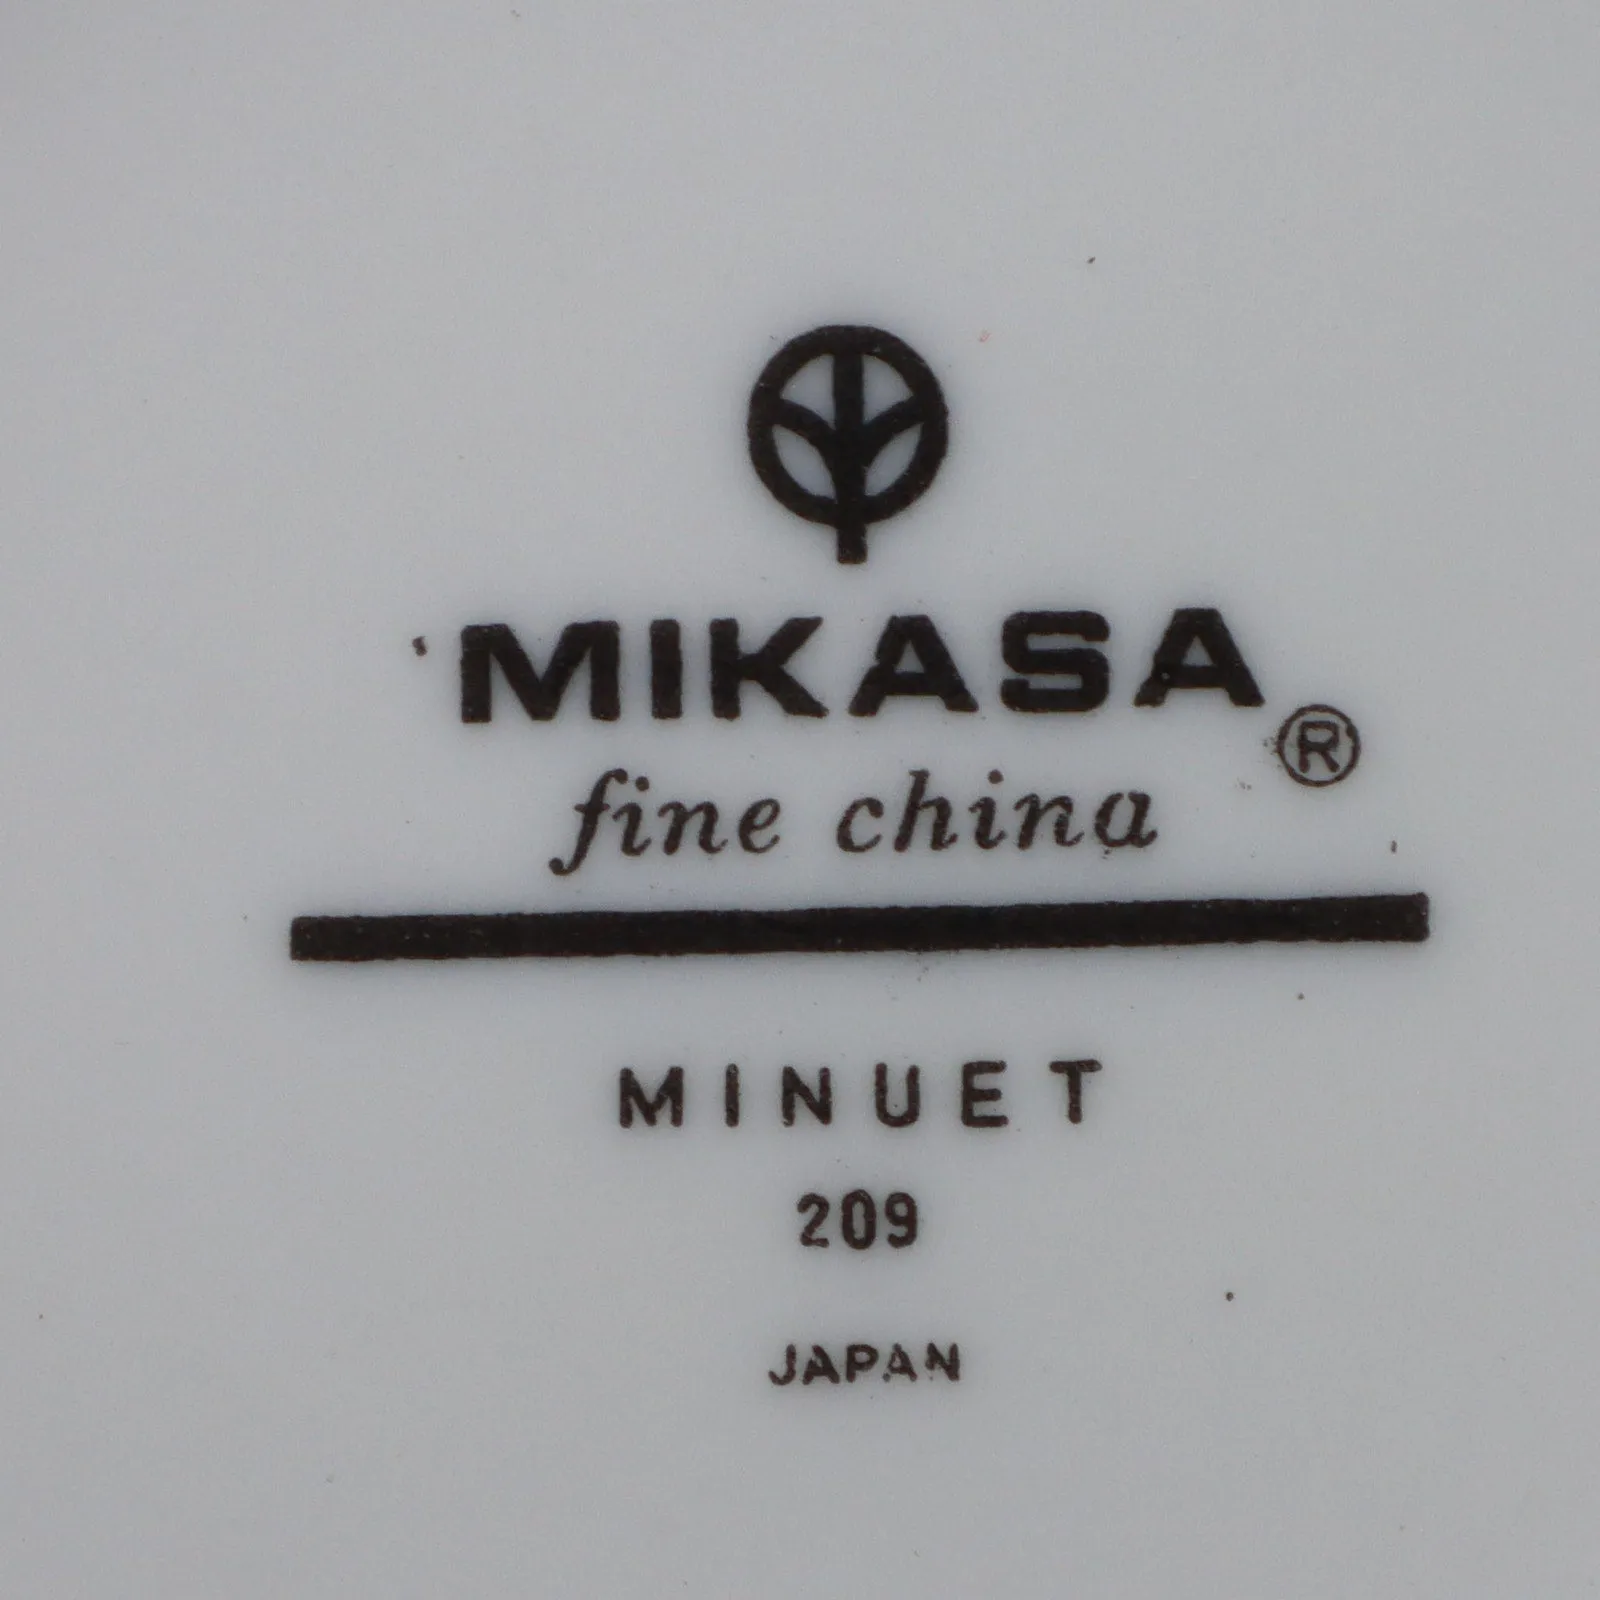 MIKASA®
fine china
MINUET
209
JAPAN